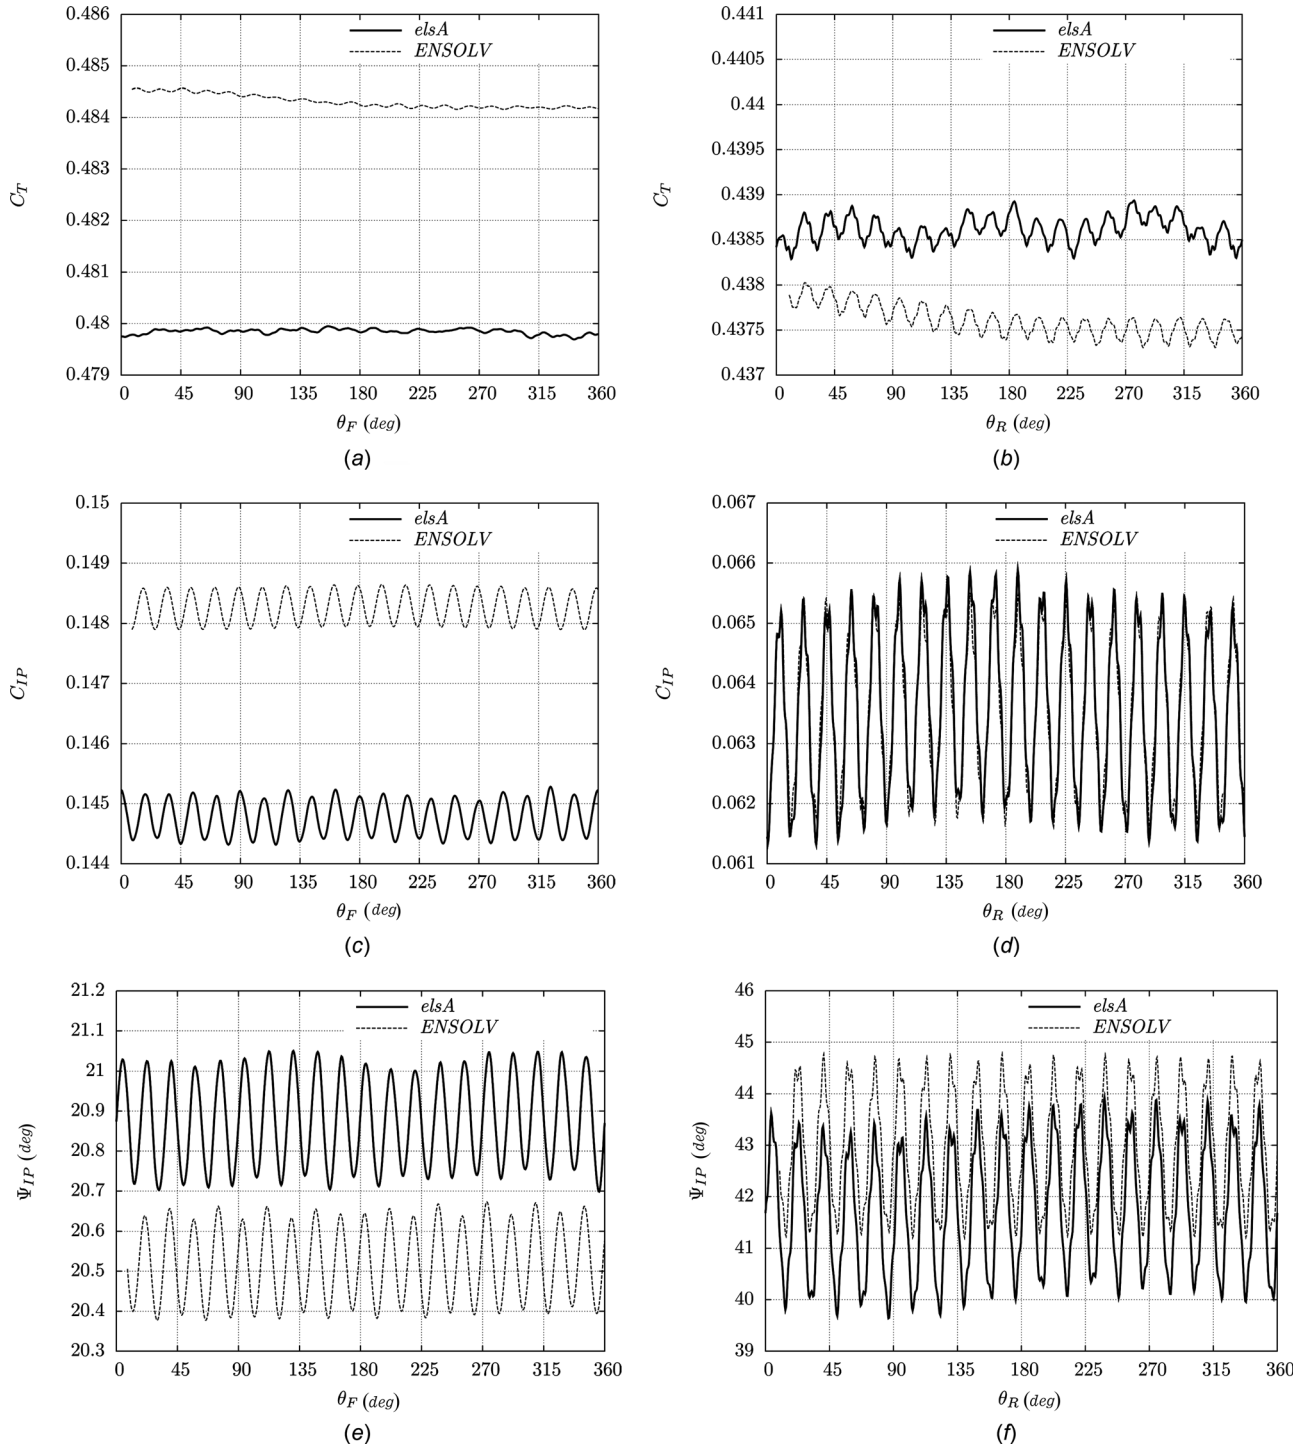 0.486
0.485
0.484
0.483
0.482
0.481
0.48
0.479
C_T
elsA
ENSOLV
0 45 90 135 180 225 270 315 360
θ_F (deg)
(a)
0.441
0.4405
0.44
0.4395
0.439
0.4385
0.438
0.4375
0.437
C_T
elsA
ENSOLV
0 45 90 135 180 225 270 315 360
θ_R (deg)
(b)
0.15
0.149
0.148
0.147
0.146
0.145
0.144
C_IP
elsA
ENSOLV
0 45 90 135 180 225 270 315 360
θ_F (deg)
(c)
0.067
0.066
0.065
0.064
0.063
0.062
0.061
C_IP
elsA
ENSOLV
0 45 90 135 180 225 270 315 360
θ_R (deg)
(d)
21.2
21.1
21
20.9
20.8
20.7
20.6
20.5
20.4
20.3
Ψ_IP (deg)
elsA
ENSOLV
0 45 90 135 180 225 270 315 360
θ_F (deg)
(e)
46
45
44
43
42
41
40
39
Ψ_IP (deg)
elsA
ENSOLV
0 45 90 135 180 225 270 315 360
θ_R (deg)
(f)